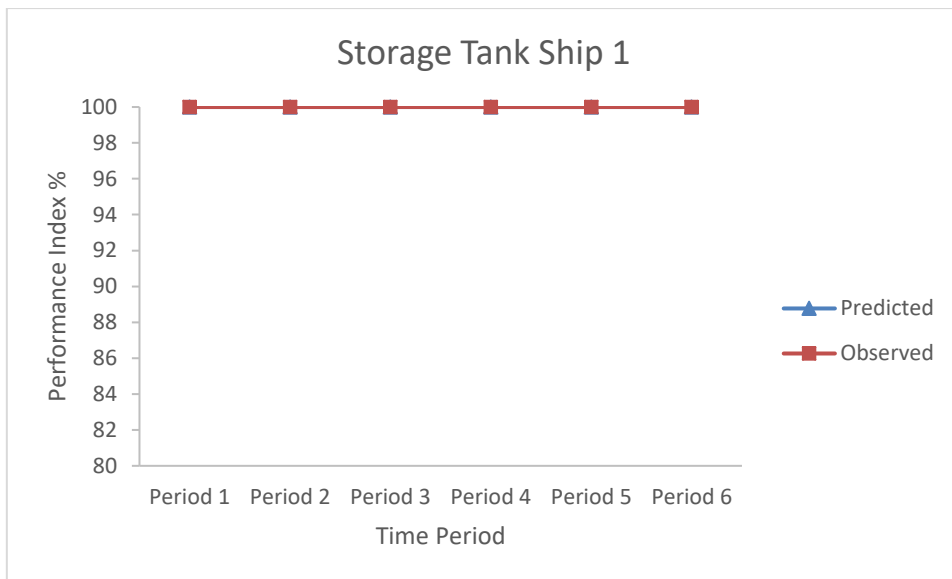 Storage Tank Ship 1
100
98
96
94
92
90
88
86
84
82
80
Performance Index %
Period 1 Period 2 Period 3 Period 4 Period 5 Period 6
Time Period
Predicted
Observed